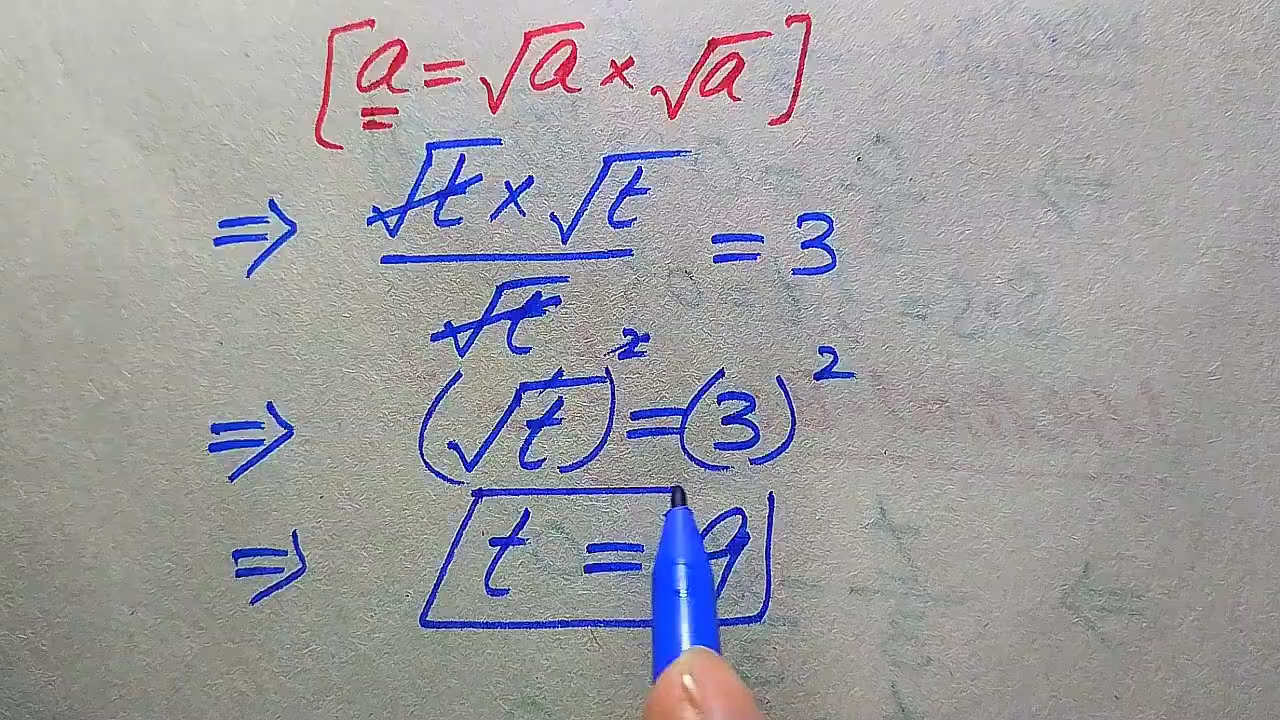 [a = √a × √a]
⇒ √t × √t / √t = 3
⇒ (√t)² = (3)²
⇒ t = 9